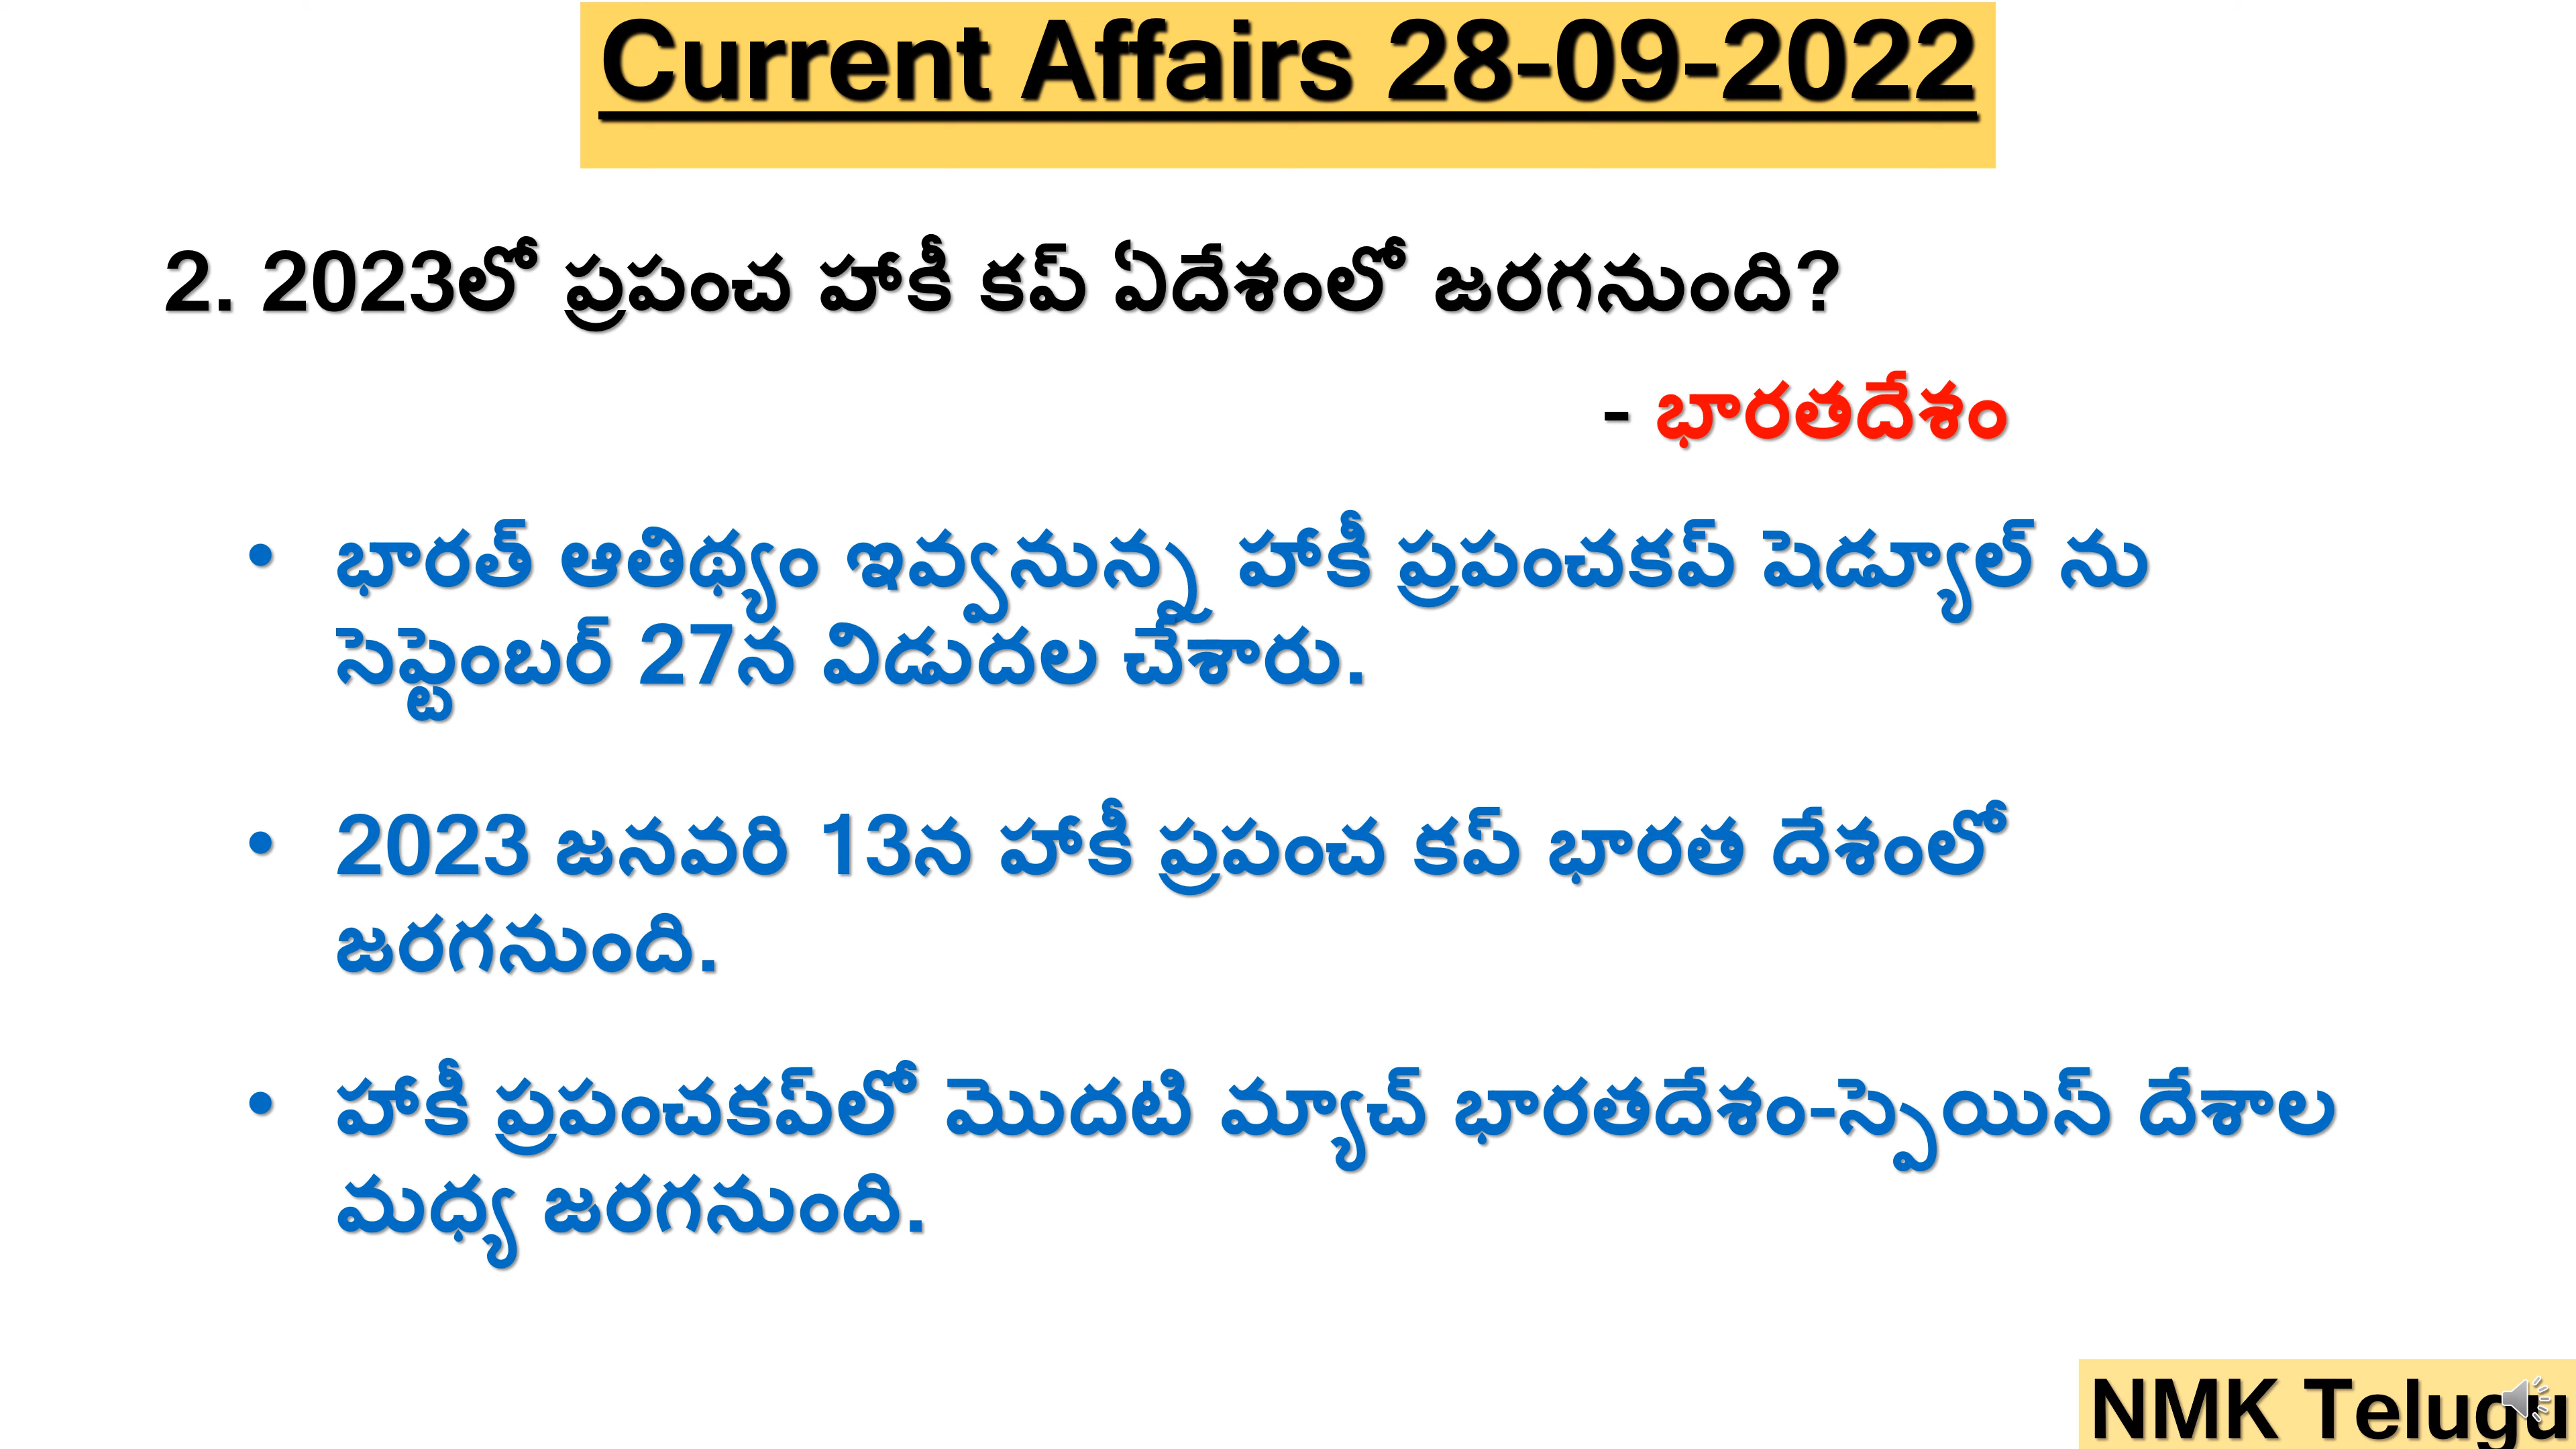 Current Affairs 28-09-2022
2. 2023లో ప్రపంచ హాకీ కప్ ఏదేశంలో జరగనుంది?
- భారతదేశం
• భారత్ ఆతిథ్యం ఇవ్వనున్న హాకీ ప్రపంచకప్ షెడ్యూల్ ను
సెప్టెంబర్ 27న విడుదల చేశారు.
• 2023 జనవరి 13న హాకీ ప్రపంచ కప్ భారత దేశంలో
జరగనుంది.
• హాకీ ప్రపంచకప్‌లో మొదటి మ్యాచ్ భారతదేశం-స్పెయిన్ దేశాల
మధ్య జరగనుంది.
NMK Telugu